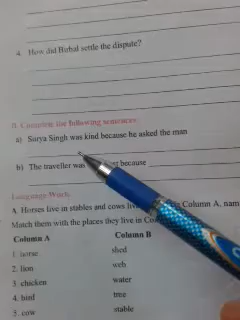 4. How did Birbal settle the dispute?
B. Complete the following sentences:
a) Surya Singh was kind because he asked the man
b) The traveller was because
Language Work
A. Horses live in stables and cows live Column A, nam
Match them with the places they live in Co
Column A Column B
1. horse shed
2. lion web
3. chicken water
4. bird tree
5. cow stable